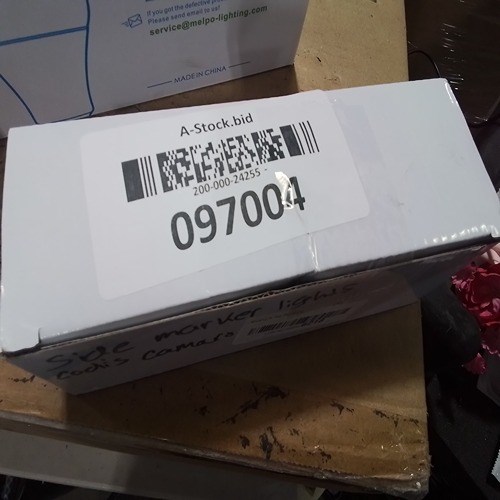 If you got the defective
Please send email to us!
service@melpo-lighting.com
MADE IN CHINA
A-Stock.bid
200-000-24255 -
097004
Side marker lights
camaro